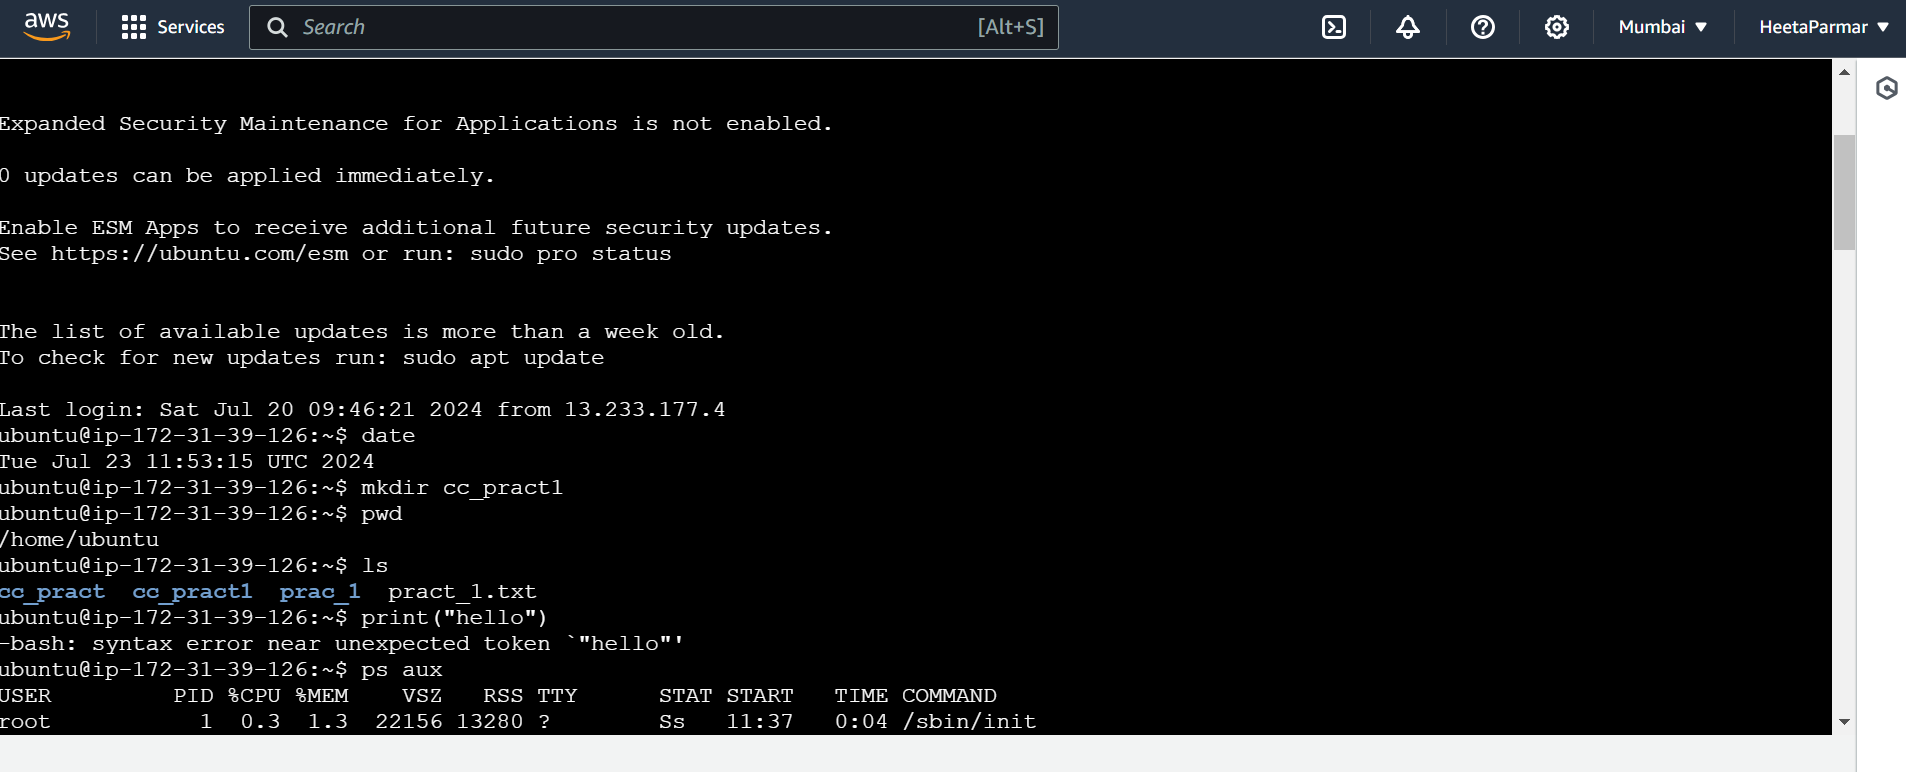 aws Services Search [Alt+S] Mumbai HeetaParmar
Expanded Security Maintenance for Applications is not enabled.
0 updates can be applied immediately.
Enable ESM Apps to receive additional future security updates.
See https://ubuntu.com/esm or run: sudo pro status
The list of available updates is more than a week old.
To check for new updates run: sudo apt update
Last login: Sat Jul 20 09:46:21 2024 from 13.233.177.4
ubuntu@ip-172-31-39-126:~$ date
Tue Jul 23 11:53:15 UTC 2024
ubuntu@ip-172-31-39-126:~$ mkdir cc_pract1
ubuntu@ip-172-31-39-126:~$ pwd
/home/ubuntu
ubuntu@ip-172-31-39-126:~$ ls
cc_pract  cc_pract1  prac_1  pract_1.txt
ubuntu@ip-172-31-39-126:~$ print("hello")
-bash: syntax error near unexpected token `"hello"'
ubuntu@ip-172-31-39-126:~$ ps aux
USER         PID %CPU %MEM    VSZ   RSS TTY      STAT START   TIME COMMAND
root           1  0.3  1.3  22156 13280 ?        Ss   11:37   0:04 /sbin/init